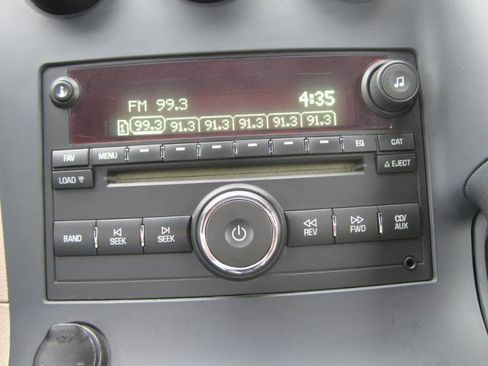 FM 99.3 4:35
1 99.3 91.3 91.3 91.3 91.3 91.3
FAV MENU EQ CAT
LOAD EJECT
BAND SEEK SEEK REV FWD CD/AUX
12V